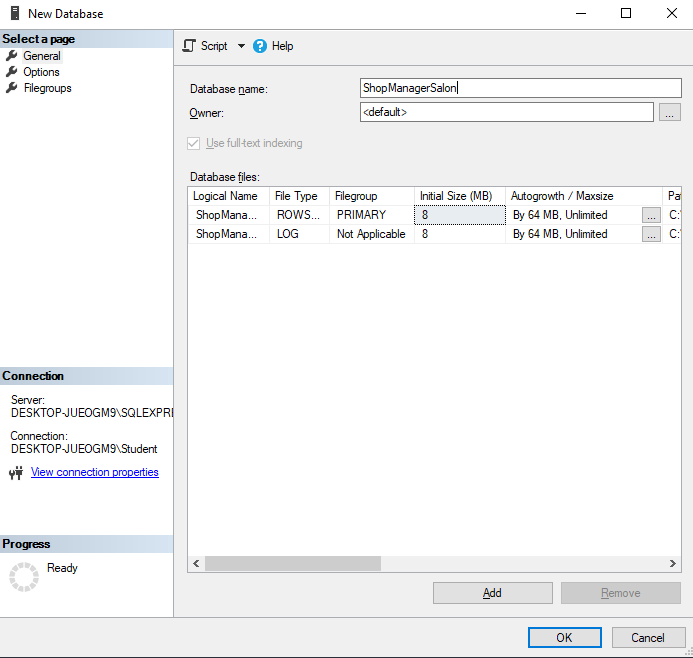 New Database
Select a page
General
Options
Filegroups
Script Help
Database name: ShopManagerSalon
Owner: <default> ...
Use full-text indexing
Database files:
Logical Name File Type Filegroup Initial Size (MB) Autogrowth / Maxsize Pat
ShopMana... ROWS... PRIMARY 8 By 64 MB, Unlimited ... C:\
ShopMana... LOG Not Applicable 8 By 64 MB, Unlimited ... C:\
Connection
Server:
DESKTOP-JUEOGM9\SQLEXPRE
Connection:
DESKTOP-JUEOGM9\Student
View connection properties
Progress
Ready
Add Remove
OK Cancel